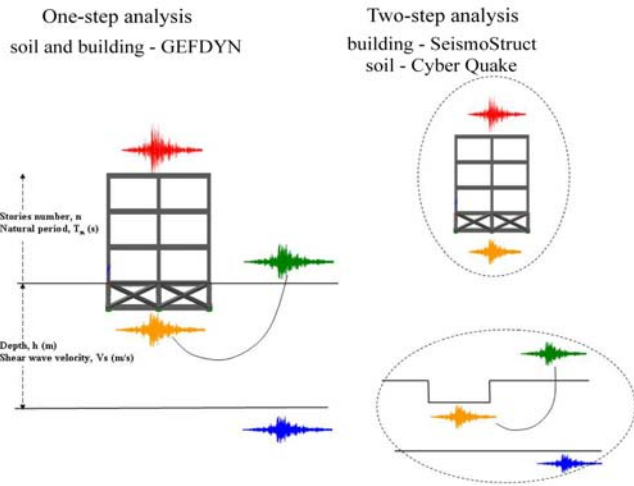 One-step analysis
soil and building - GEFDYN
Two-step analysis
building - SeismoStruct
soil - Cyber Quake
Stories number, n
Natural period, Tₙ (s)
Depth, h (m)
Shear wave velocity, Vs (m/s)